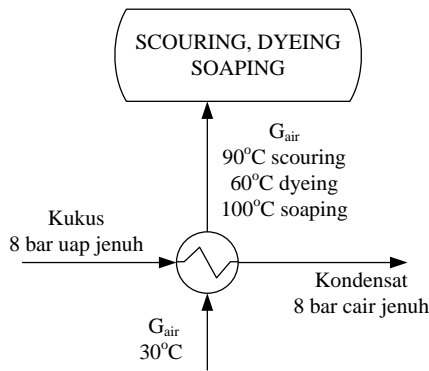 SCOURING, DYEING
SOAPING
Gair
90°C scouring
60°C dyeing
100°C soaping
Kukus
8 bar uap jenuh
Kondensat
8 bar cair jenuh
Gair
30°C